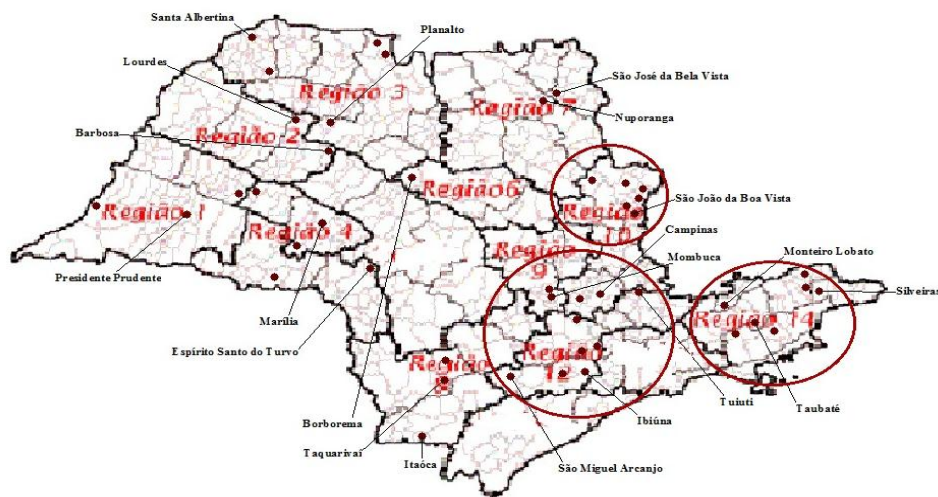 Santa Albertina
Planalto
Lourdes
São José da Bela Vista
Região 3
Região 7
Nuporanga
Barbosa
Região 2
Região 6
São João da Boa Vista
Região 1
Região
10
Campinas
Região 4
Região
9
Mombuca
Monteiro Lobato
Presidente Prudente
Silveiras
Marília
Região 14
Espírito Santo do Turvo
Região
Região
12
Tuiuti
Taubaté
Borborema
Ibiúna
Taquarivaí
Itaóca
São Miguel Arcanjo